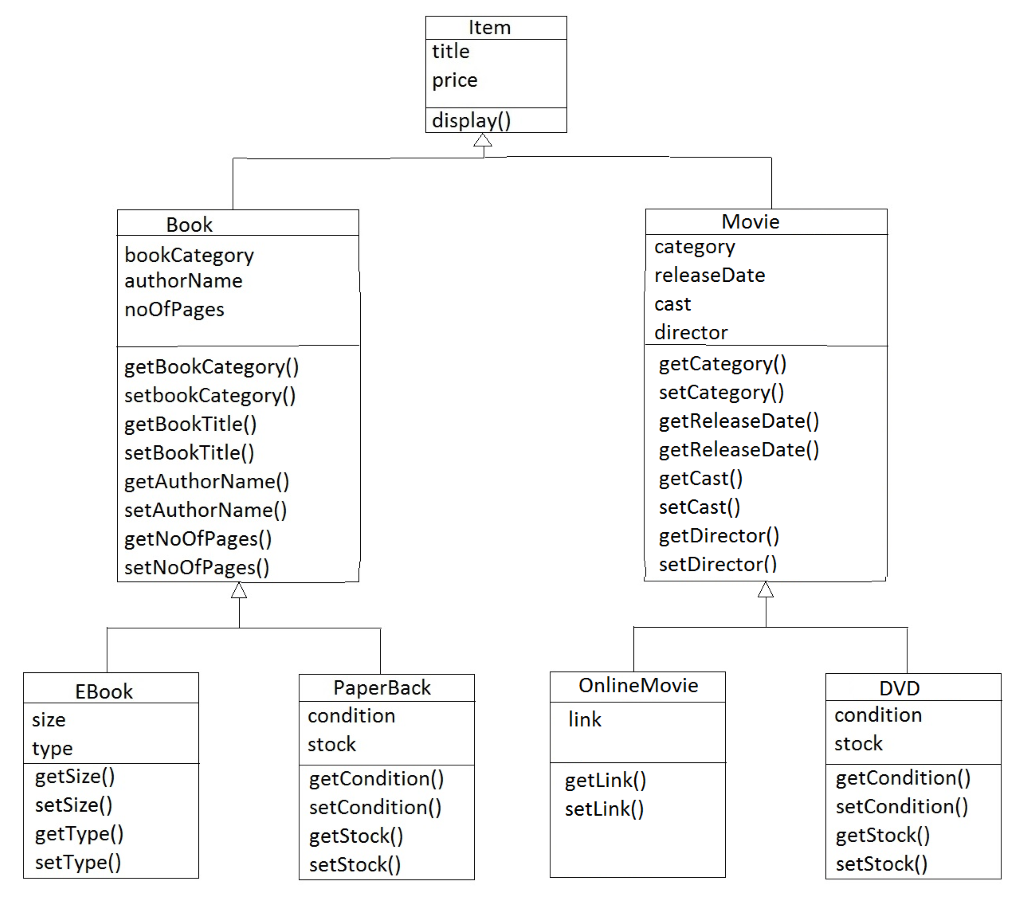 Item
title
price
display()
Book
bookCategory
authorName
noOfPages
getBookCategory()
setbookCategory()
getBookTitle()
setBookTitle()
getAuthorName()
setAuthorName()
getNoOfPages()
setNoOfPages()
Movie
category
releaseDate
cast
director
getCategory()
setCategory()
getReleaseDate()
getReleaseDate()
getCast()
setCast()
getDirector()
setDirector()
EBook
size
type
getSize()
setSize()
getType()
setType()
PaperBack
condition
stock
getCondition()
setCondition()
getStock()
setStock()
OnlineMovie
link
getLink()
setLink()
DVD
condition
stock
getCondition()
setCondition()
getStock()
setStock()